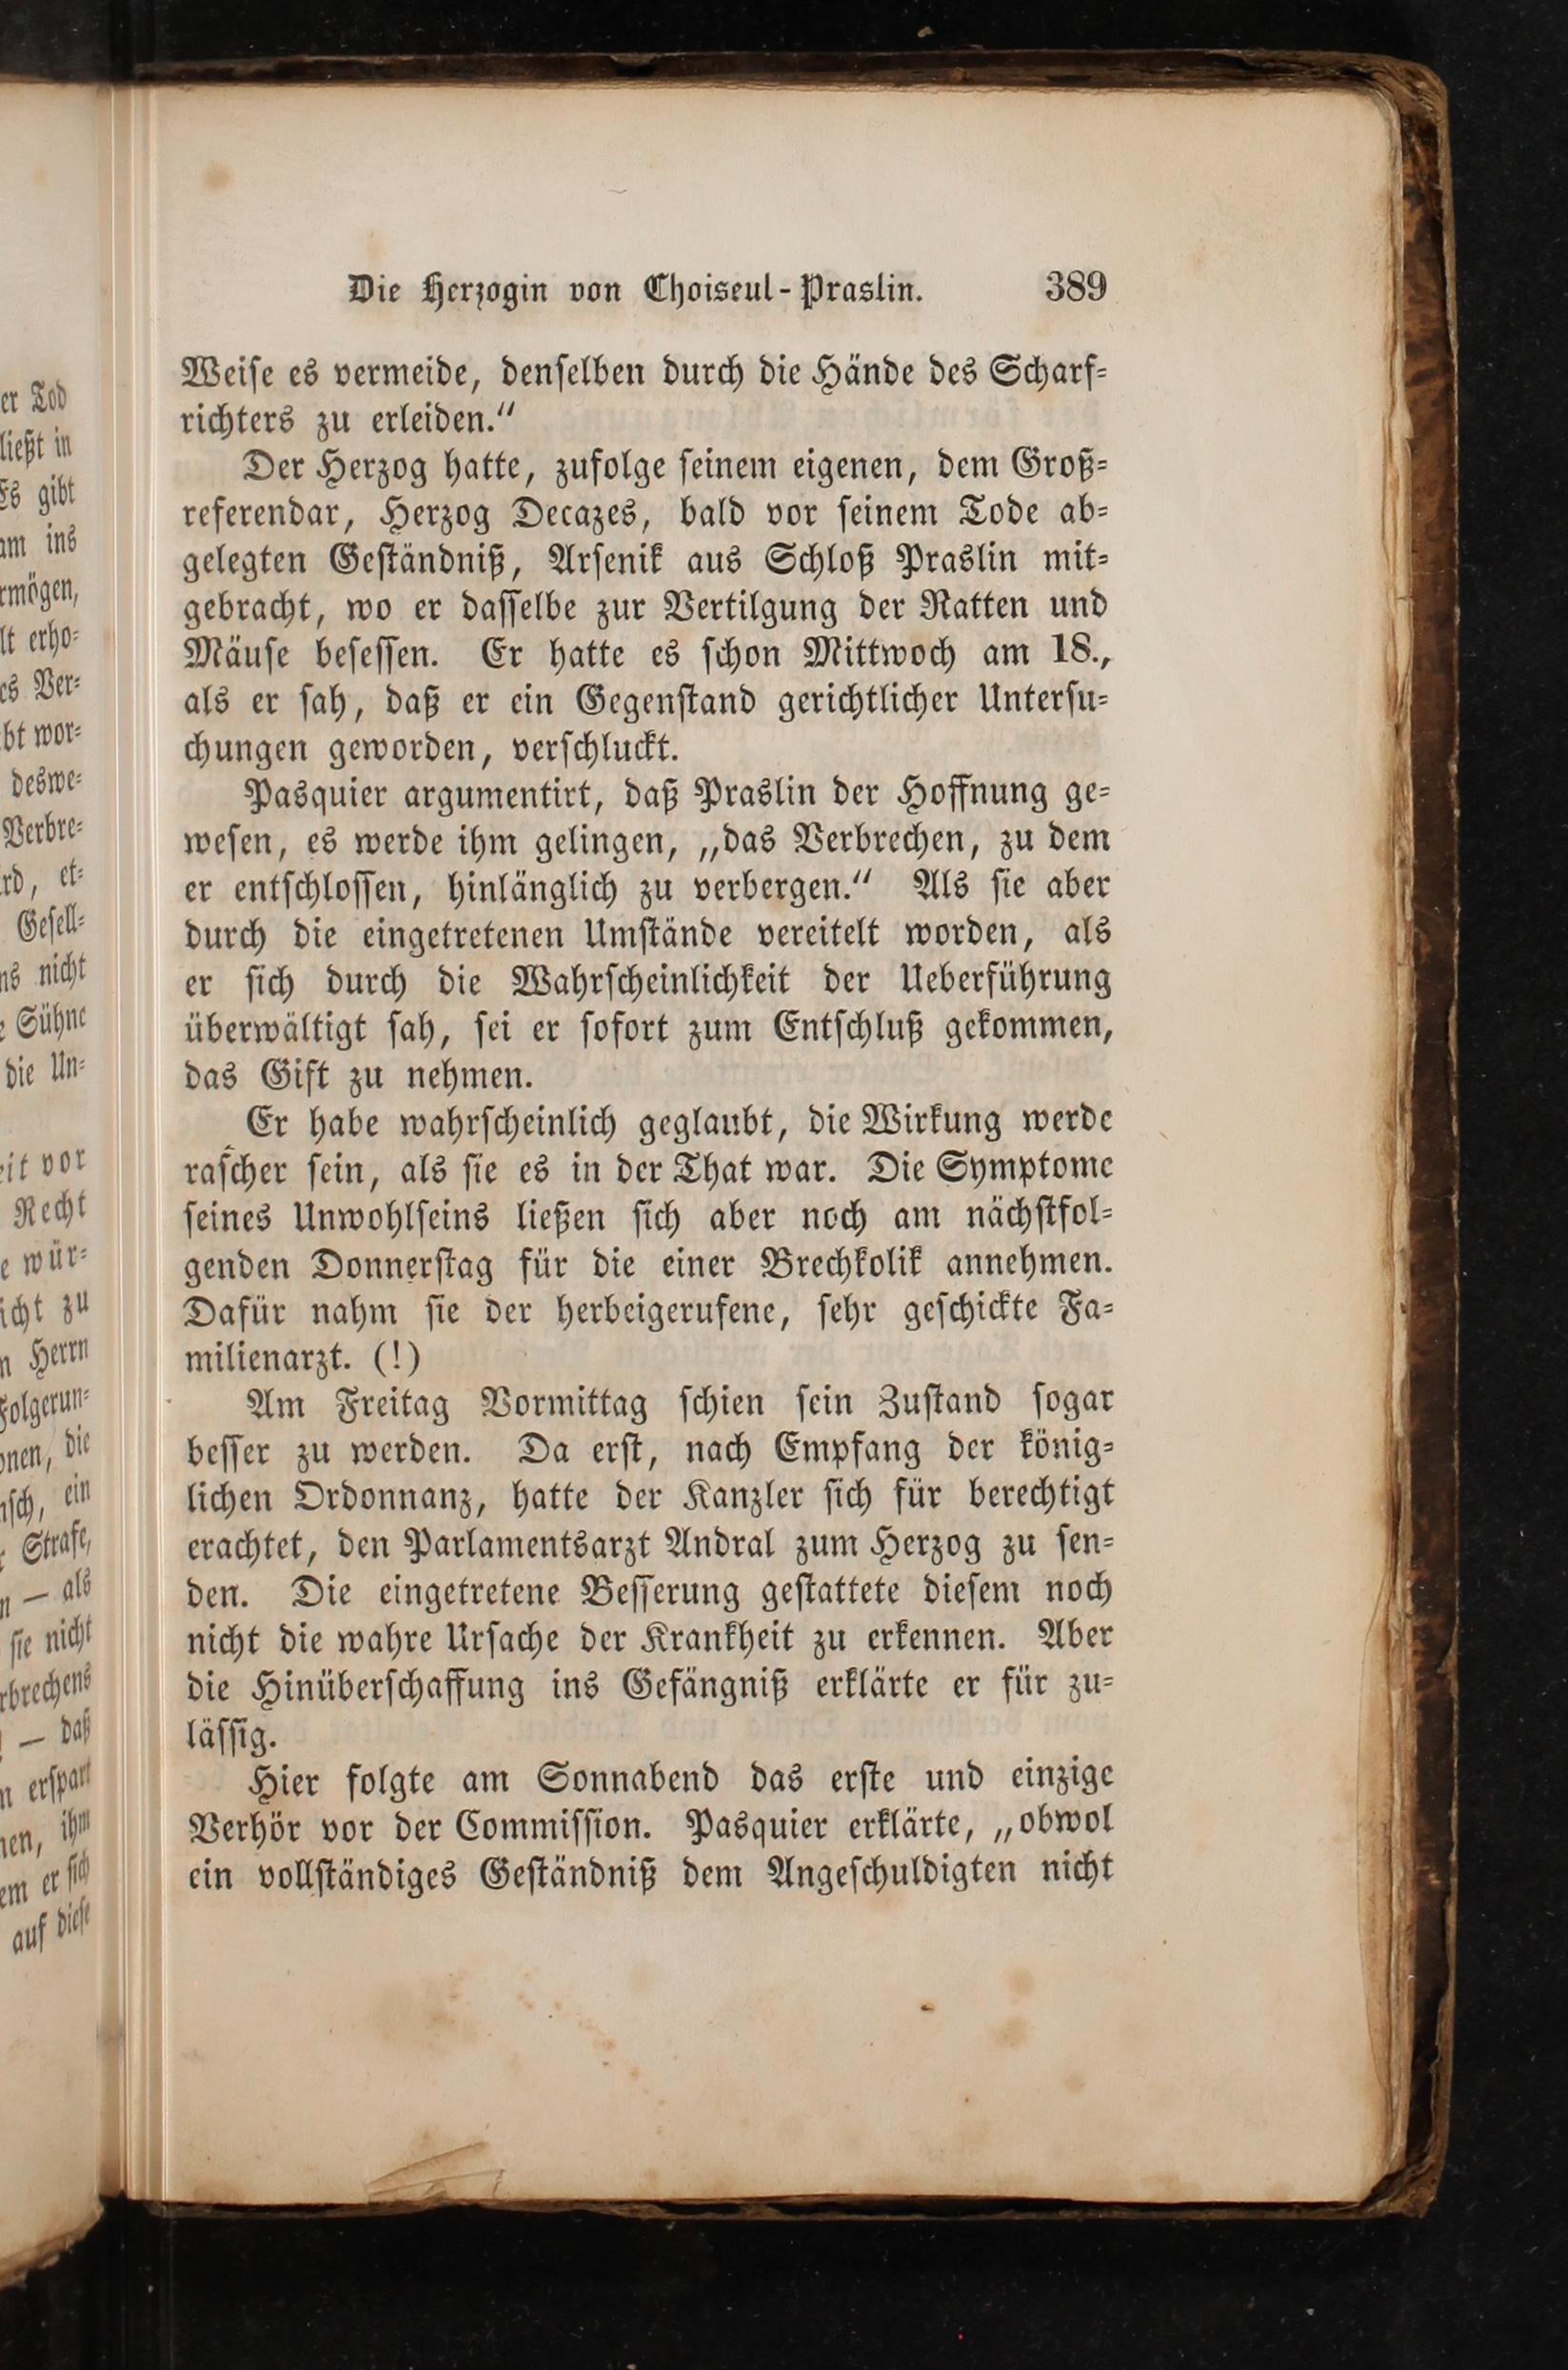 Die Herzogin von Choiseul-Praslin. 389
Weiſe es vermeide, denſelben durch die Hände des Scharf-
richters zu erleiden.“
Der Herzog hatte, zufolge ſeinem eigenen, dem Groß-
referendar, Herzog Decazes, bald vor ſeinem Tode ab-
gelegten Geſtändniß, Arſenik aus Schloß Praslin mit-
gebracht, wo er daſſelbe zur Vertilgung der Ratten und
Mäuſe beſeſſen. Er hatte es ſchon Mittwoch am 18.,
als er ſah, daß er ein Gegenſtand gerichtlicher Unterſu-
chungen geworden, verſchluckt.
Pasquier argumentirt, daß Praslin der Hoffnung ge-
weſen, es werde ihm gelingen, „das Verbrechen, zu dem
er entſchloſſen, hinlänglich zu verbergen.“ Als ſie aber
durch die eingetretenen Umſtände vereitelt worden, als
er ſich durch die Wahrſcheinlichkeit der Ueberführung
überwältigt ſah, ſei er ſofort zum Entſchluß gekommen,
das Gift zu nehmen.
Er habe wahrſcheinlich geglaubt, die Wirkung werde
raſcher ſein, als ſie es in der That war. Die Symptome
ſeines Unwohlſeins ließen ſich aber noch am nächſtfol-
genden Donnerſtag für die einer Brechkolik annehmen.
Dafür nahm ſie der herbeigerufene, ſehr geſchickte Fa-
milienarzt. (!)
Am Freitag Vormittag ſchien ſein Zuſtand ſogar
beſſer zu werden. Da erſt, nach Empfang der könig-
lichen Ordonnanz, hatte der Kanzler ſich für berechtigt
erachtet, den Parlamentsarzt Andral zum Herzog zu ſen-
den. Die eingetretene Beſſerung geſtattete dieſem noch
nicht die wahre Urſache der Krankheit zu erkennen. Aber
die Hinüberſchaffung ins Gefängniß erklärte er für zu-
läſſig.
Hier folgte am Sonnabend das erſte und einzige
Verhör vor der Commiſſion. Pasquier erklärte, „obwol
ein vollſtändiges Geſtändniß dem Angeſchuldigten nicht